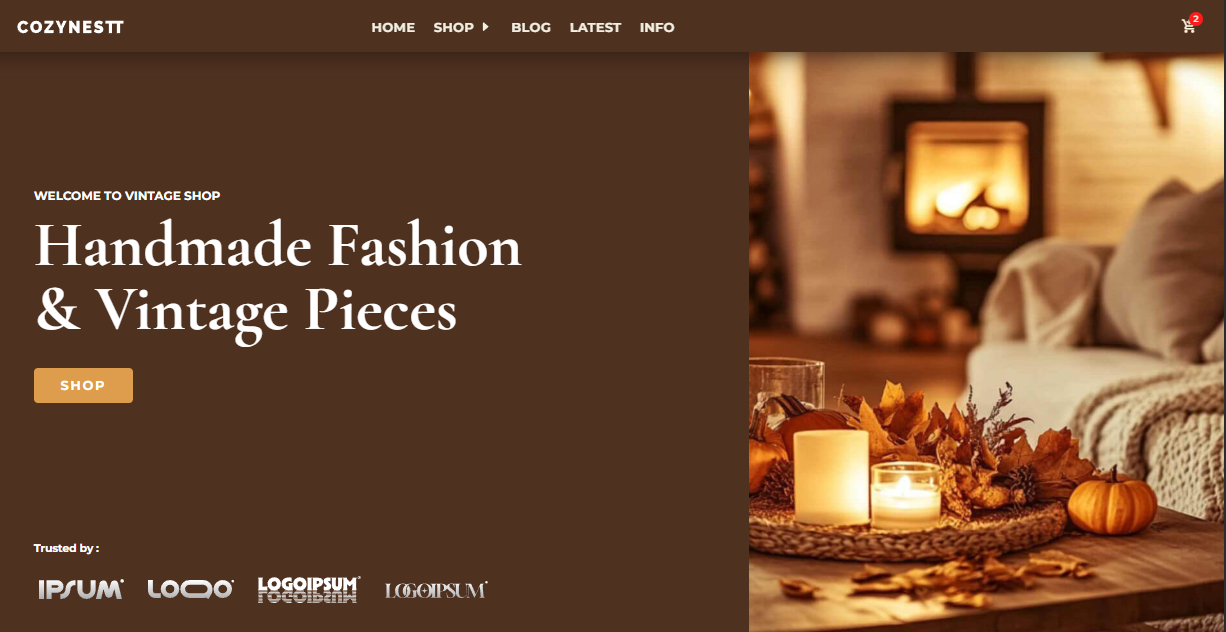 COZYNESTT
HOME SHOP BLOG LATEST INFO
2
WELCOME TO VINTAGE SHOP
Handmade Fashion
& Vintage Pieces
SHOP
Trusted by :
IPSUM LOGO LOGOIPSUM LOGOIPSUM